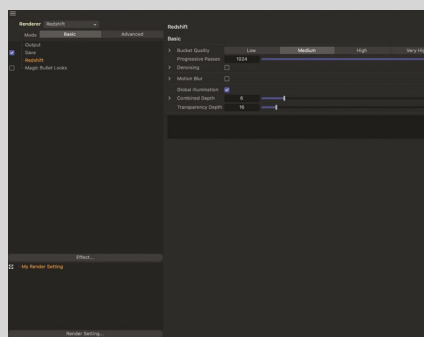 Renderer Redshift
Mode Basic Advanced
Output
Save
Redshift
Magic Bullet Looks
Effect...
My Render Setting
Render Setting...
Redshift
Basic
Bucket Quality Low Medium High Very Hig
Progressive Passes 1024
Denoising
Motion Blur
Global Illumination
Combined Depth 6
Transparency Depth 16